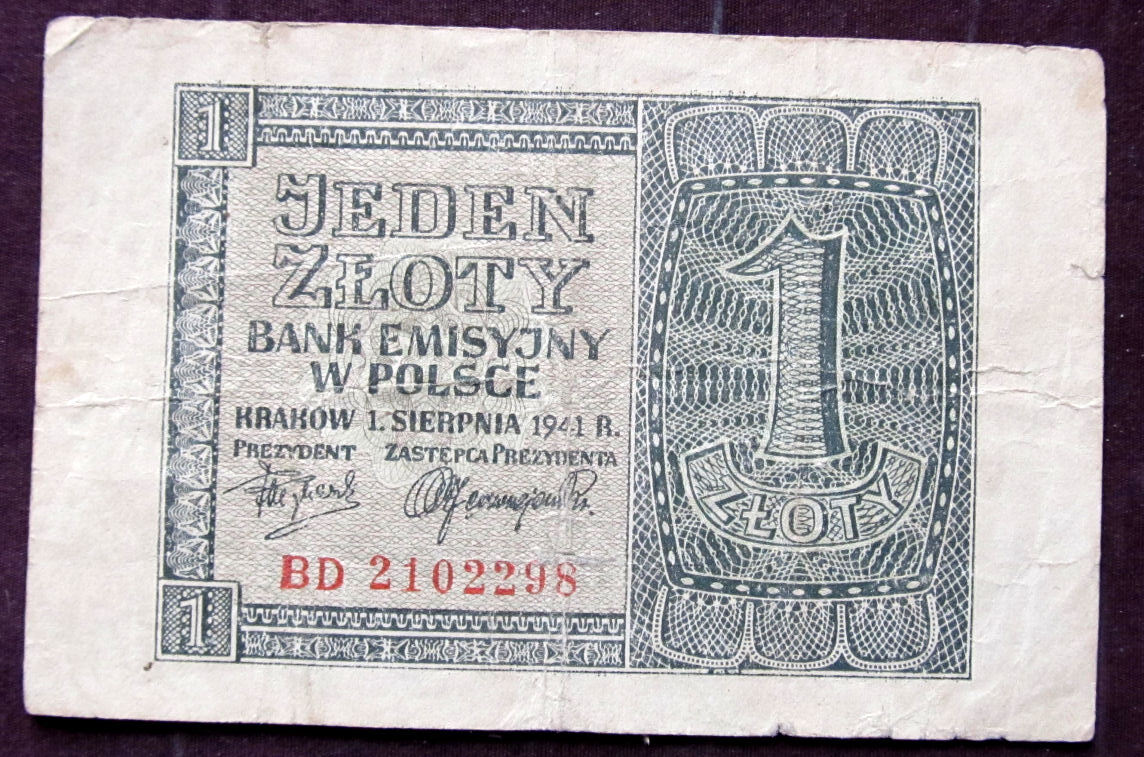 1
JEDEN
ZŁOTY
BANK EMISYJNY
W POLSCE
KRAKÓW 1. SIERPNIA 1941 R.
PREZYDENT ZASTĘPCA PREZYDENTA
BD 2102298
1
1
ZŁOTY